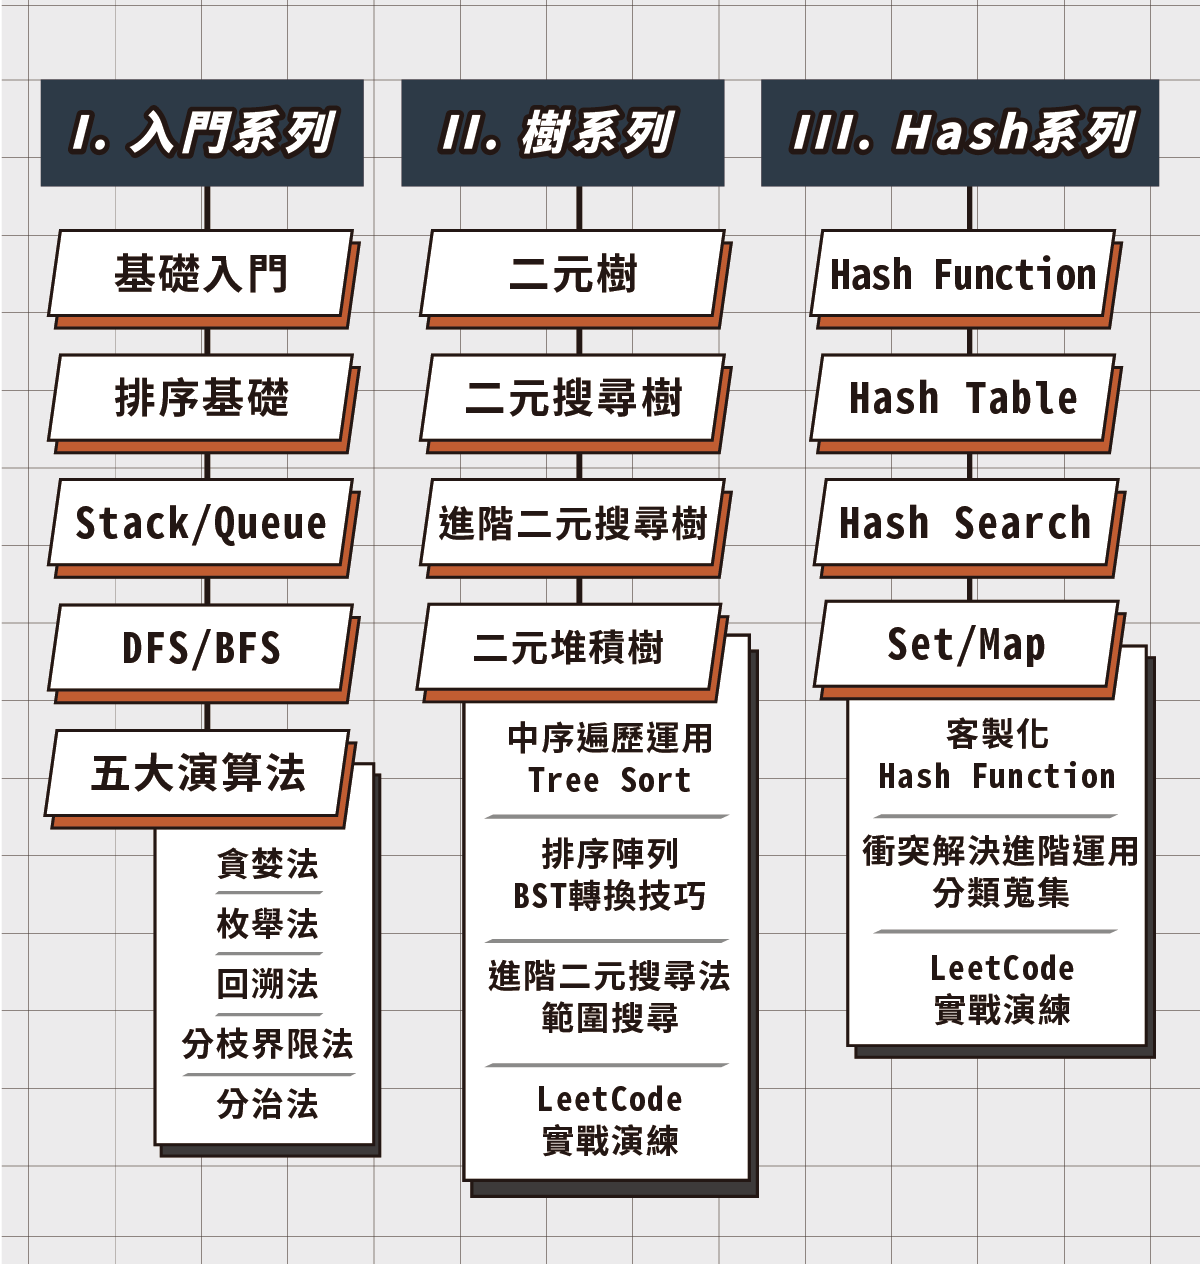 I. 入門系列
基礎入門
排序基礎
Stack/Queue
DFS/BFS
五大演算法
貪婪法
枚舉法
回溯法
分枝界限法
分治法
II. 樹系列
二元樹
二元搜尋樹
進階二元搜尋樹
二元堆積樹
中序遍歷運用
Tree Sort
排序陣列
BST轉換技巧
進階二元搜尋法
範圍搜尋
LeetCode
實戰演練
III. Hash系列
Hash Function
Hash Table
Hash Search
Set/Map
客製化
Hash Function
衝突解決進階運用
分類蒐集
LeetCode
實戰演練